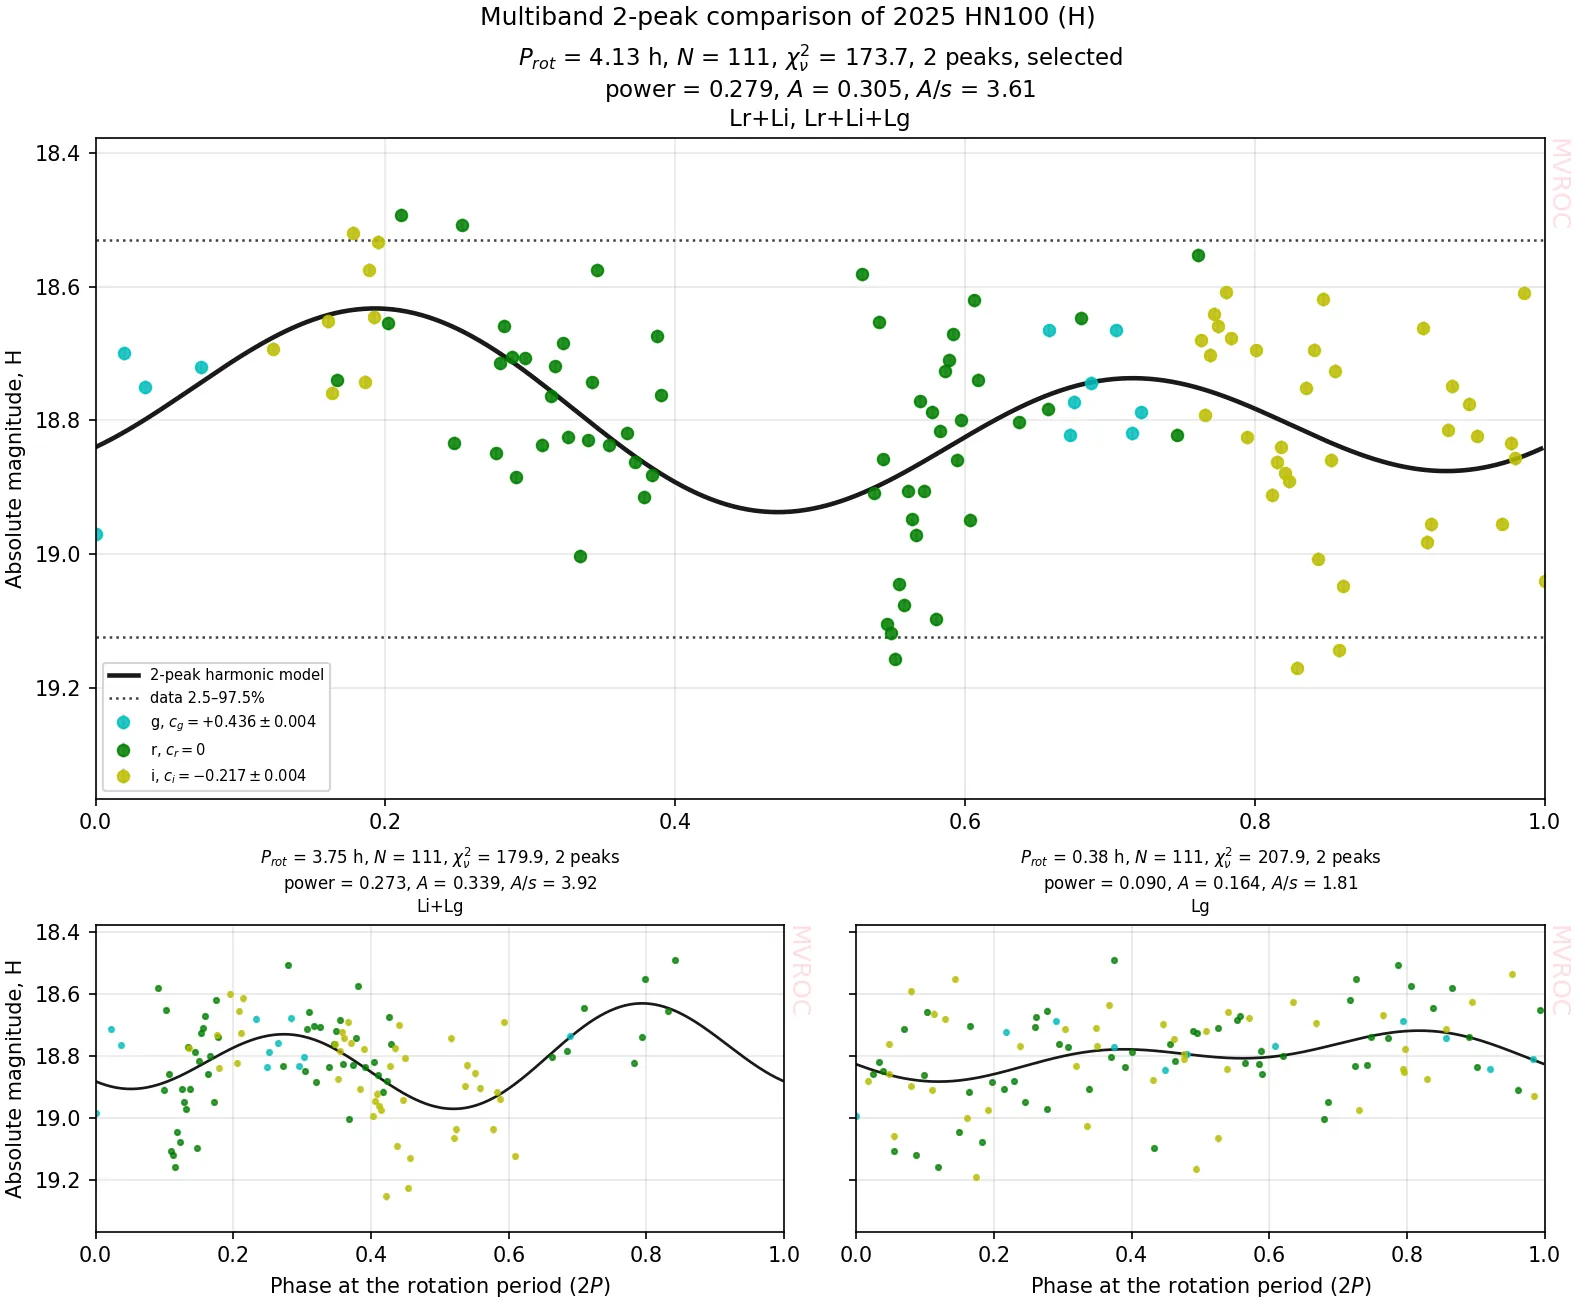 Multiband 2-peak comparison of 2025 HN100 (H)
P_rot = 4.13 h, N = 111, χ²_ν = 173.7, 2 peaks, selected
power = 0.279, A = 0.305, A/s = 3.61
Lr+Li, Lr+Li+Lg
MVROC
Absolute magnitude, H
18.4
18.6
18.8
19.0
19.2
2-peak harmonic model
data 2.5–97.5%
g, c_g = +0.436 ± 0.004
r, c_r = 0
i, c_i = −0.217 ± 0.004
0.0 0.2 0.4 0.6 0.8 1.0
P_rot = 3.75 h, N = 111, χ²_ν = 179.9, 2 peaks
power = 0.273, A = 0.339, A/s = 3.92
Li+Lg
MVROC
Absolute magnitude, H
18.4
18.6
18.8
19.0
19.2
0.0 0.2 0.4 0.6 0.8 1.0
Phase at the rotation period (2P)
P_rot = 0.38 h, N = 111, χ²_ν = 207.9, 2 peaks
power = 0.090, A = 0.164, A/s = 1.81
Lg
MVROC
0.0 0.2 0.4 0.6 0.8 1.0
Phase at the rotation period (2P)